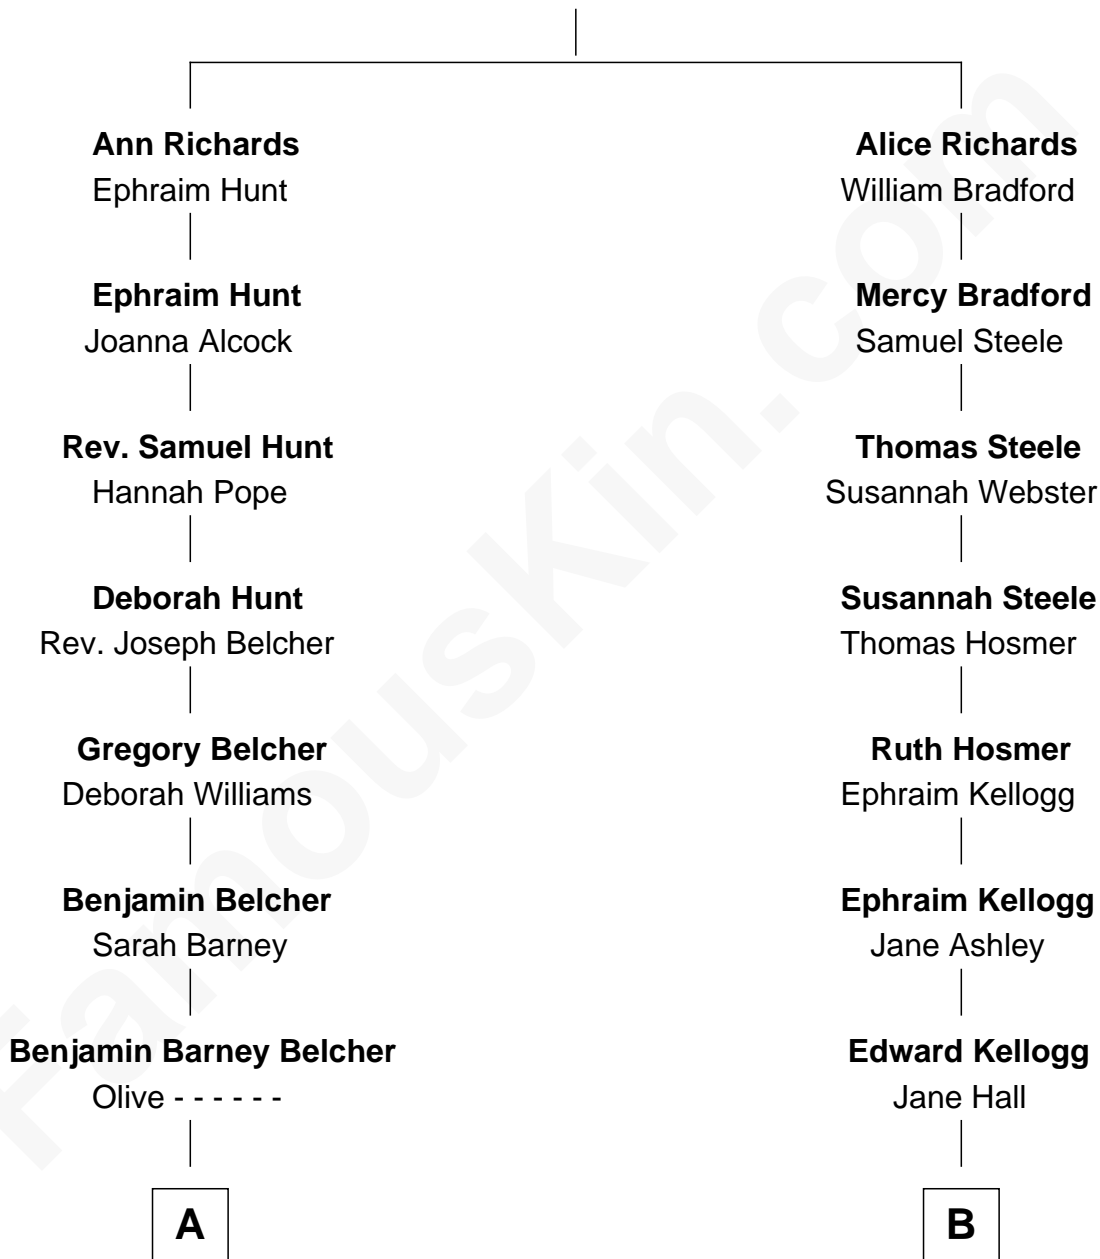 Ann Richards
Ephraim Hunt
Ephraim Hunt
Joanna Alcock
Rev. Samuel Hunt
Hannah Pope
Deborah Hunt
Rev. Joseph Belcher
Gregory Belcher
Deborah Williams
Benjamin Belcher
Sarah Barney
Benjamin Barney Belcher
Olive - - - - - -
A
Alice Richards
William Bradford
Mercy Bradford
Samuel Steele
Thomas Steele
Susannah Webster
Susannah Steele
Thomas Hosmer
Ruth Hosmer
Ephraim Kellogg
Ephraim Kellogg
Jane Ashley
Edward Kellogg
Jane Hall
B
FamousKin.com